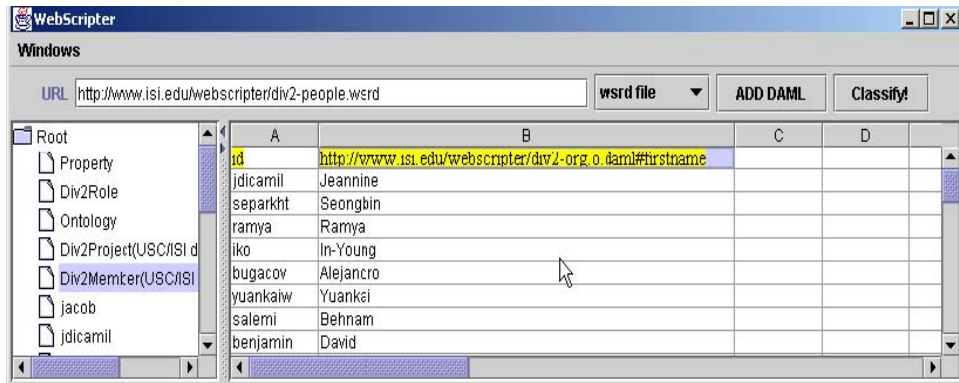 WebScripter
Windows
URL http://www.isi.edu/webscripter/div2-people.wsrd wsrd file ADD DAML Classify!
Root
Property
Div2Role
Ontology
Div2Project(USC/ISI d
Div2Member(USC/ISI
jacob
jdicamil
A B C D
id http://www.isi.edu/webscripter/div2-org.o.daml#firstname
jdicamil Jeannine
separkht Seongbin
ramya Ramya
iko In-Young
bugacov Alejandro
yuankaiw Yuankai
salemi Behnam
benjamin David